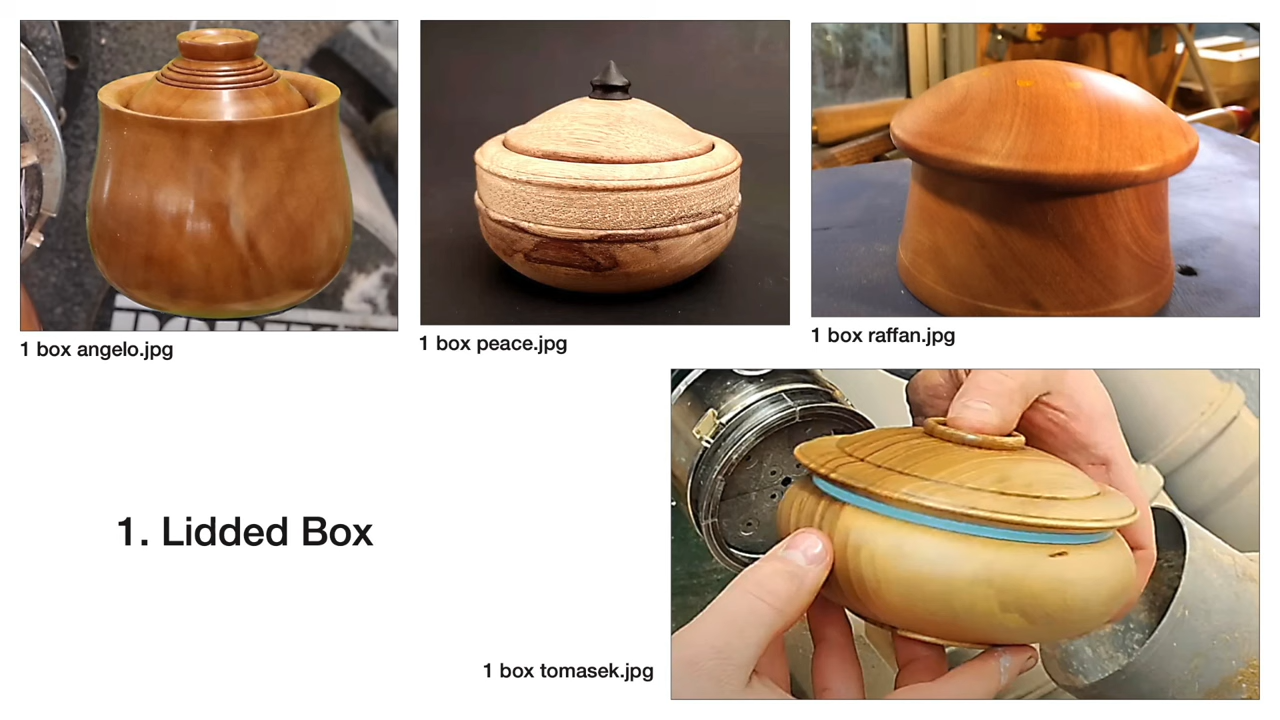 1 box angelo.jpg
1 box peace.jpg
1 box raffan.jpg
1. Lidded Box
1 box tomasek.jpg